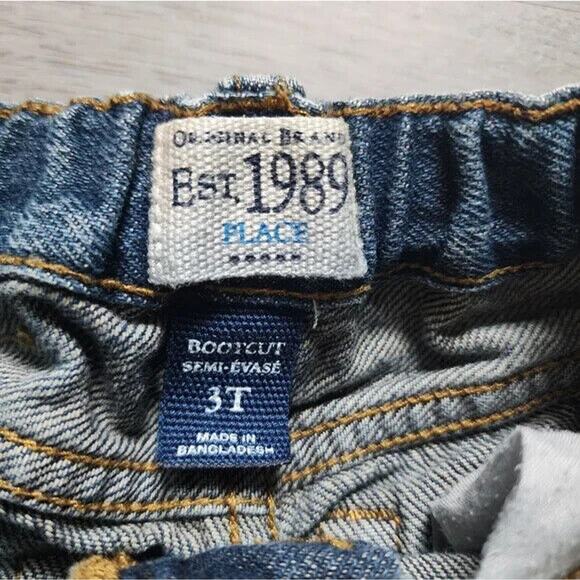 ORIGINAL BRAND
EST. 1989
PLACE
BOOTCUT
SEMI-ÉVASÉ
3T
MADE IN
BANGLADESH